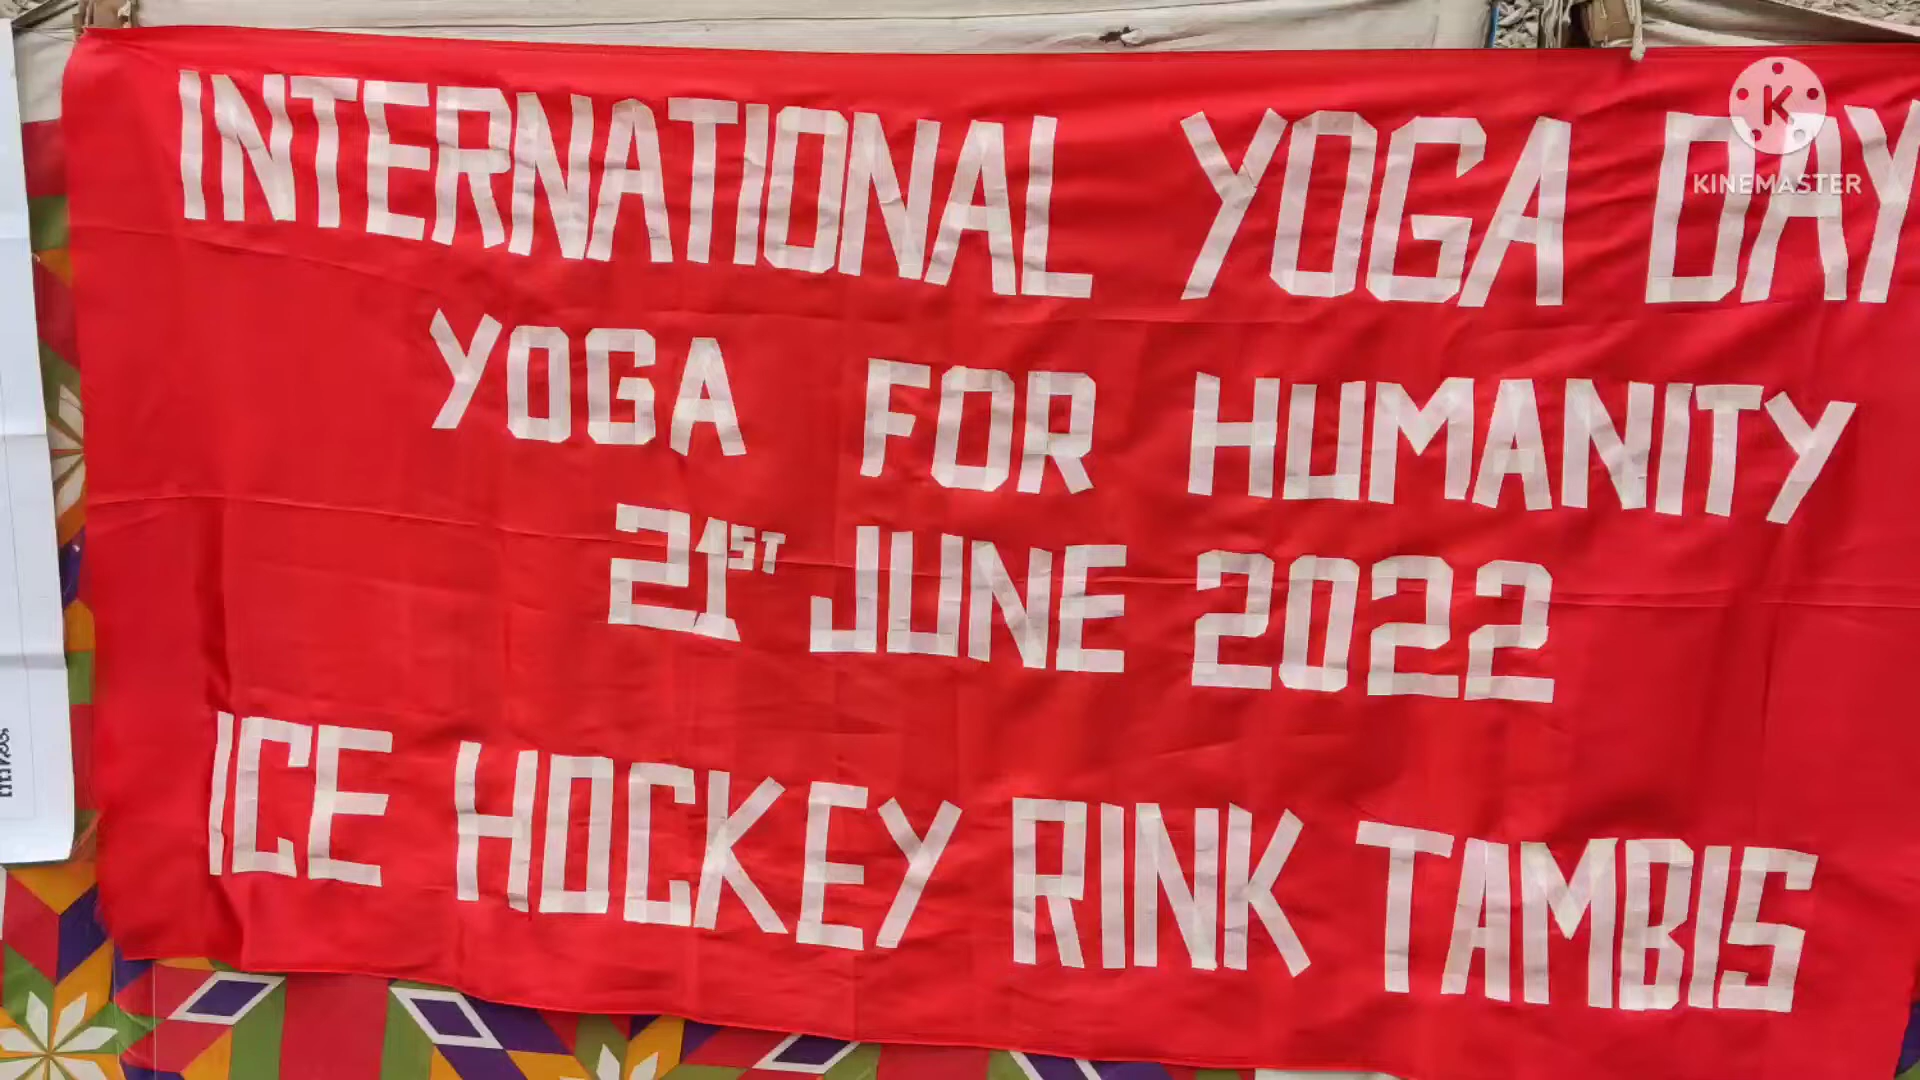 INTERNATIONAL YOGA DAY
YOGA FOR HUMANITY
21ST JUNE 2022
ICE HOCKEY RINK TAMBIS
K
KINEMASTER